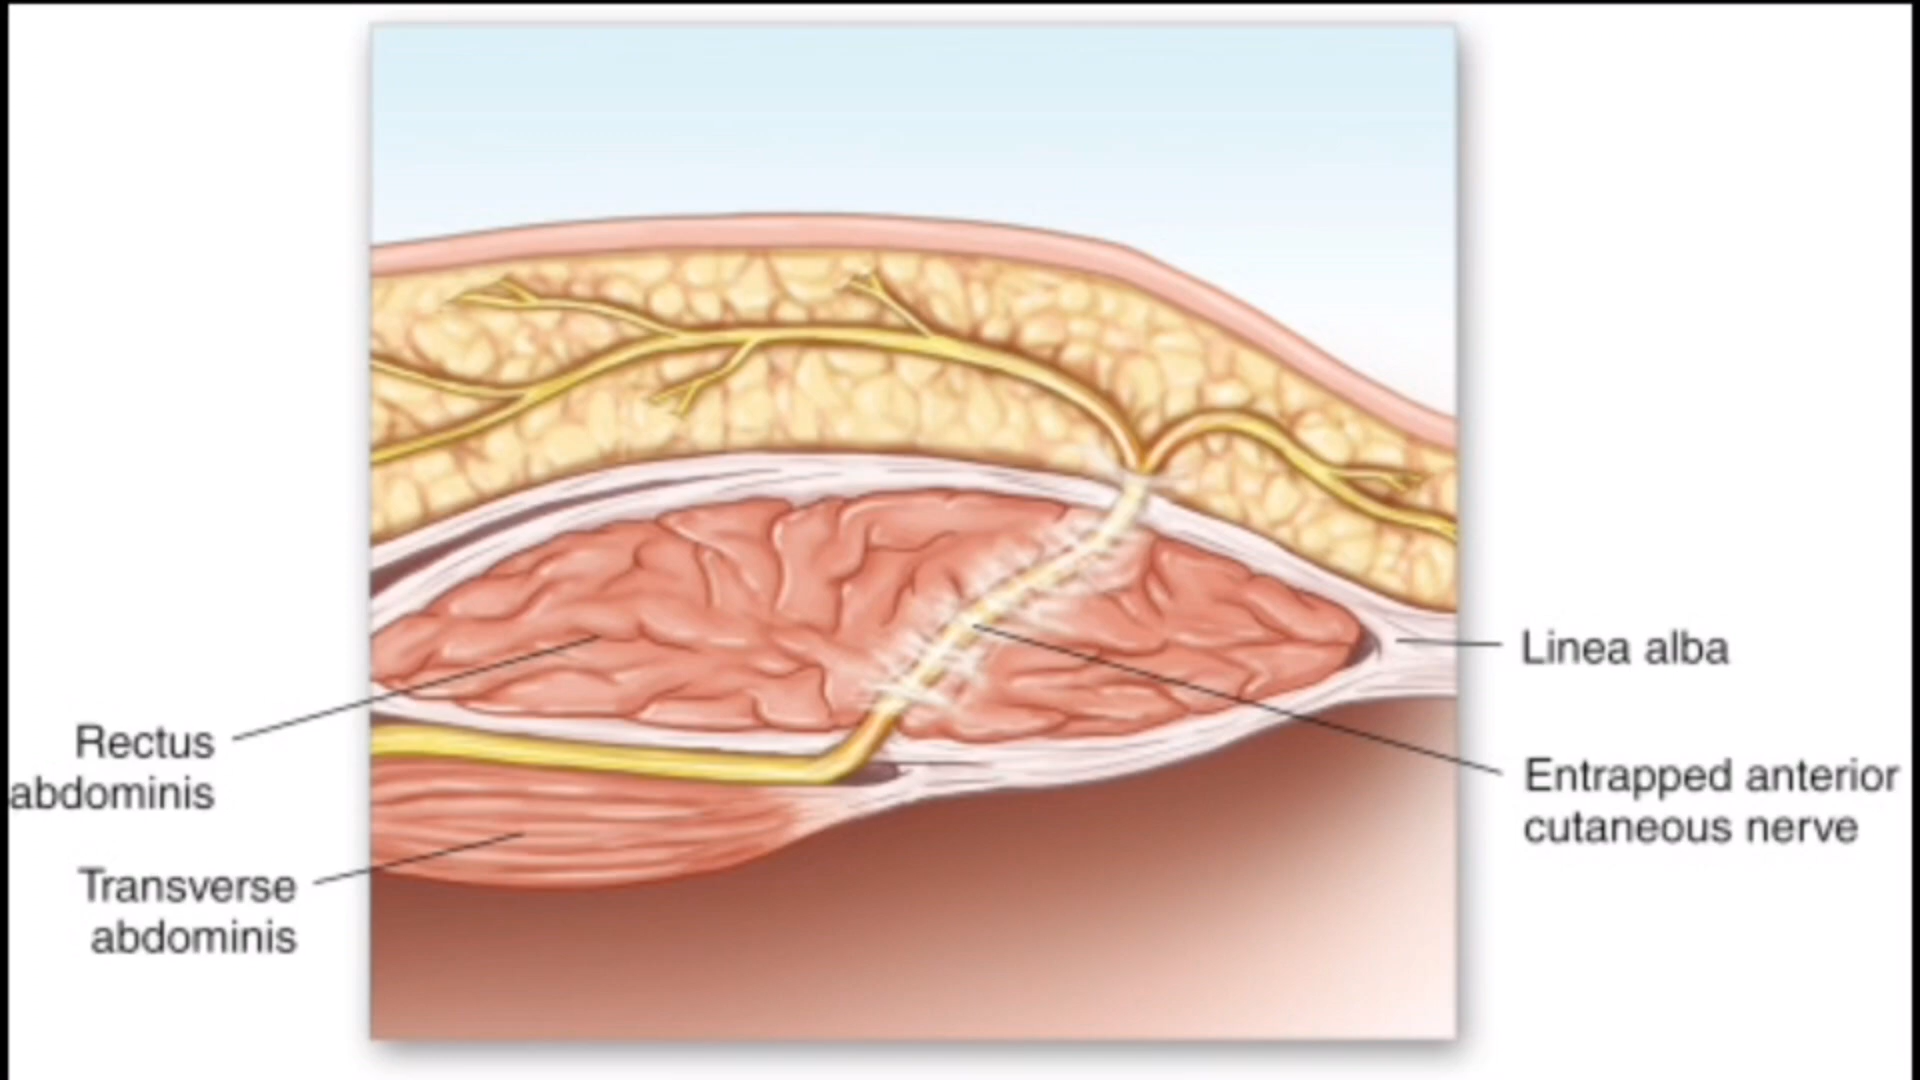 Linea alba
Rectus
abdominis
Entrapped anterior
cutaneous nerve
Transverse
abdominis